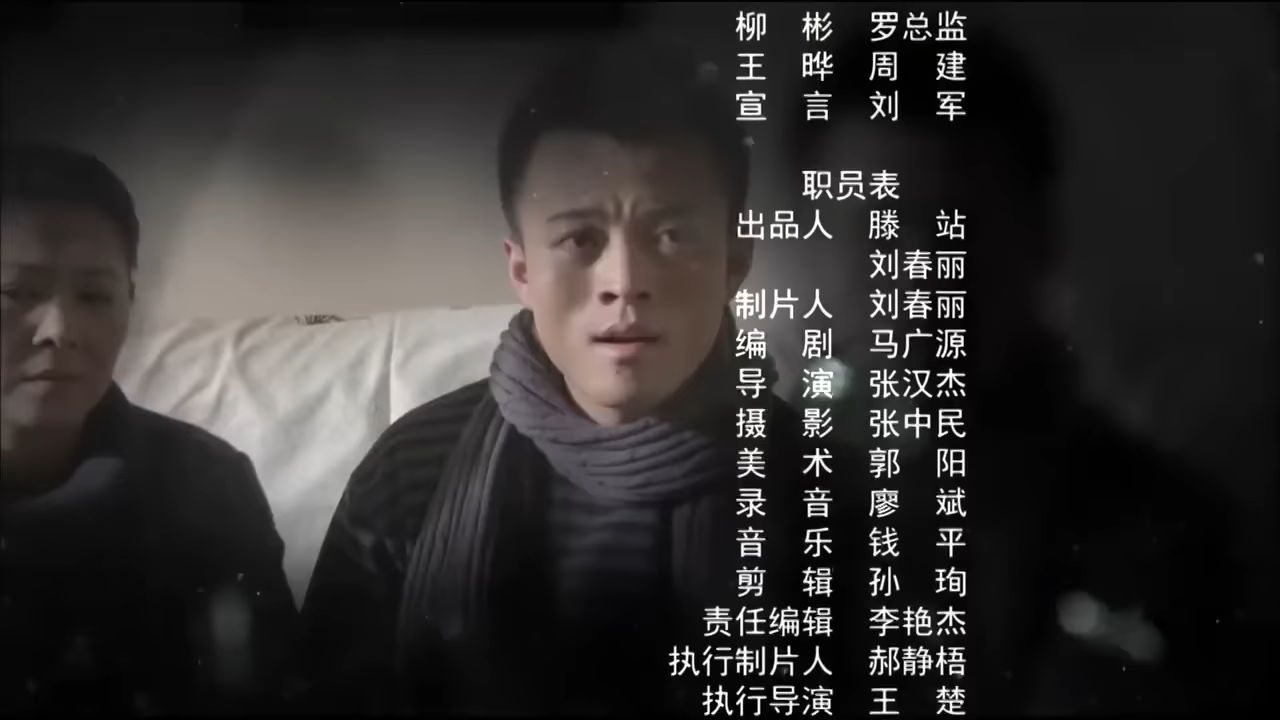 柳 彬 罗总监
王 晔 周 建
宣 言 刘 军
职员表
出品人 滕 站
刘春丽
制片人 刘春丽
编 剧 马广源
导 演 张汉杰
摄 影 张中民
美 术 郭 阳
录 音 廖 斌
音 乐 钱 平
剪 辑 孙 珣
责任编辑 李艳杰
执行制片人 郝静梧
执行导演 王 楚